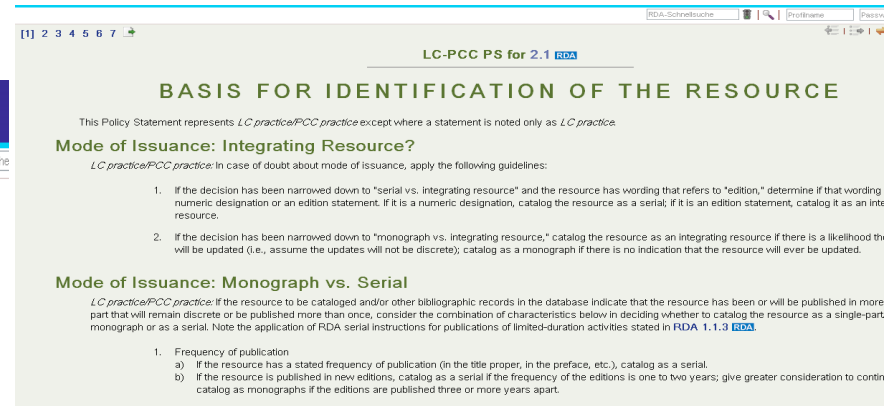 RDA-Schnellsuche Profilname Passw
[1] 2 3 4 5 6 7
LC-PCC PS for 2.1 RDA
BASIS FOR IDENTIFICATION OF THE RESOURCE
This Policy Statement represents LC practice/PCC practice except where a statement is noted only as LC practice.
Mode of Issuance: Integrating Resource?
LC practice/PCC practice: In case of doubt about mode of issuance, apply the following guidelines:
1. If the decision has been narrowed down to "serial vs. integrating resource" and the resource has wording that refers to "edition," determine if that wording
numeric designation or an edition statement. If it is a numeric designation, catalog the resource as a serial; if it is an edition statement, catalog it as an inte
resource.
2. If the decision has been narrowed down to "monograph vs. integrating resource," catalog the resource as an integrating resource if there is a likelihood the
will be updated (i.e., assume the updates will not be discrete); catalog as a monograph if there is no indication that the resource will ever be updated.
Mode of Issuance: Monograph vs. Serial
LC practice/PCC practice: If the resource to be cataloged and/or other bibliographic records in the database indicate that the resource has been or will be published in more
part that will remain discrete or be published more than once, consider the combination of characteristics below in deciding whether to catalog the resource as a single-part
monograph or as a serial. Note the application of RDA serial instructions for publications of limited-duration activities stated in RDA 1.1.3 RDA.
1. Frequency of publication
a) If the resource has a stated frequency of publication (in the title proper, in the preface, etc.), catalog as a serial.
b) If the resource is published in new editions, catalog as a serial if the frequency of the editions is one to two years; give greater consideration to contin
catalog as monographs if the editions are published three or more years apart.